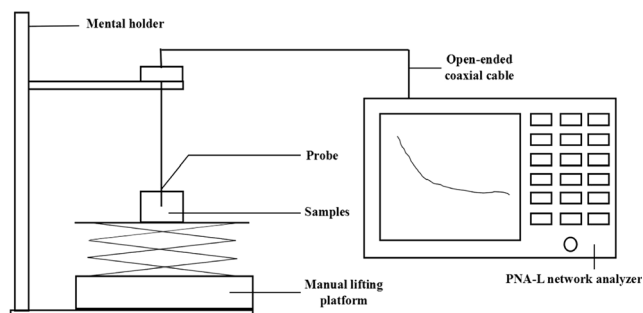 Mental holder
Open-ended
coaxial cable
Probe
Samples
PNA-L network analyzer
Manual lifting
platform